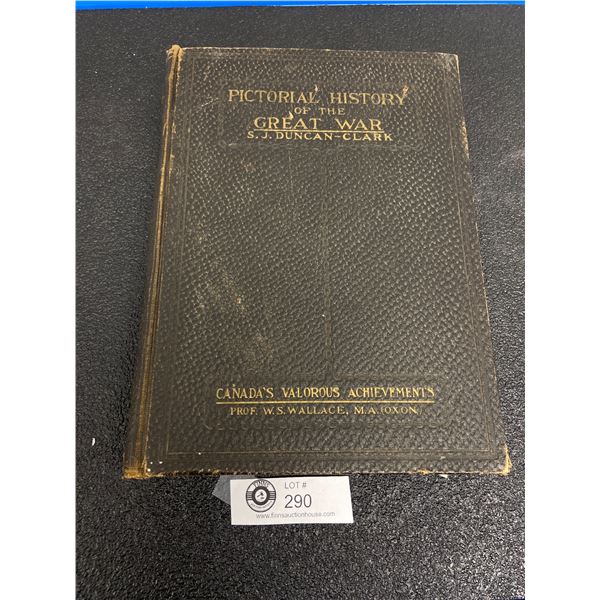 PICTORIAL HISTORY
OF THE
GREAT WAR
S. J. DUNCAN-CLARK
CANADA'S VALOROUS ACHIEVEMENTS
PROF. W. S. WALLACE, M.A. (OXON)
LOT #
290
www.finnsauctionhouse.com